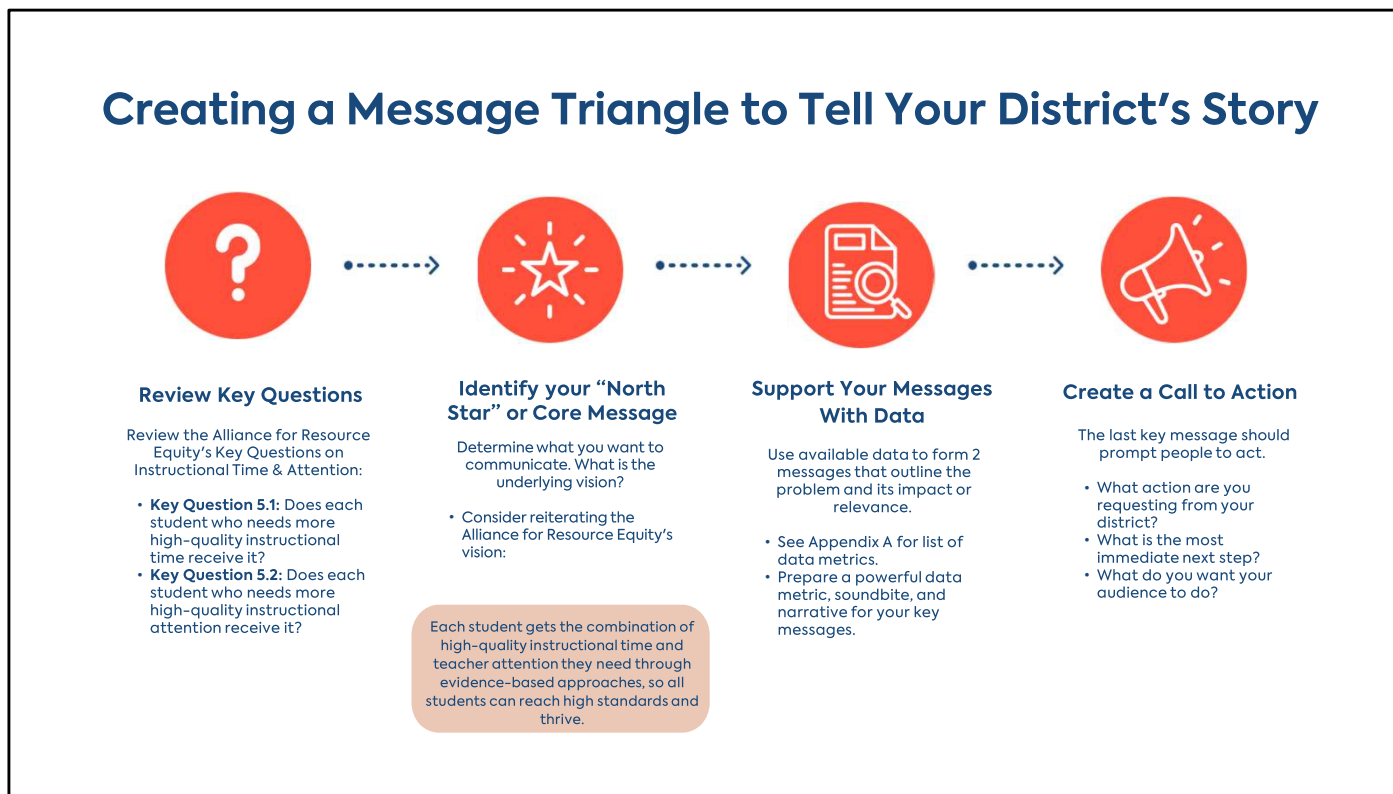 Creating a Message Triangle to Tell Your District's Story
Review Key Questions
Review the Alliance for Resource
Equity's Key Questions on
Instructional Time & Attention:
• Key Question 5.1: Does each
student who needs more
high-quality instructional
time receive it?
• Key Question 5.2: Does each
student who needs more
high-quality instructional
attention receive it?
Identify your “North
Star” or Core Message
Determine what you want to
communicate. What is the
underlying vision?
• Consider reiterating the
Alliance for Resource Equity's
vision:
Each student gets the combination of
high-quality instructional time and
teacher attention they need through
evidence-based approaches, so all
students can reach high standards and
thrive.
Support Your Messages
With Data
Use available data to form 2
messages that outline the
problem and its impact or
relevance.
• See Appendix A for list of
data metrics.
• Prepare a powerful data
metric, soundbite, and
narrative for your key
messages.
Create a Call to Action
The last key message should
prompt people to act.
• What action are you
requesting from your
district?
• What is the most
immediate next step?
• What do you want your
audience to do?